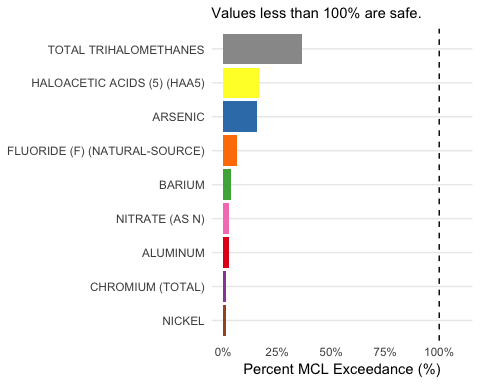 Values less than 100% are safe.
TOTAL TRIHALOMETHANES
HALOACETIC ACIDS (5) (HAA5)
ARSENIC
FLUORIDE (F) (NATURAL-SOURCE)
BARIUM
NITRATE (AS N)
ALUMINUM
CHROMIUM (TOTAL)
NICKEL
0% 25% 50% 75% 100%
Percent MCL Exceedance (%)